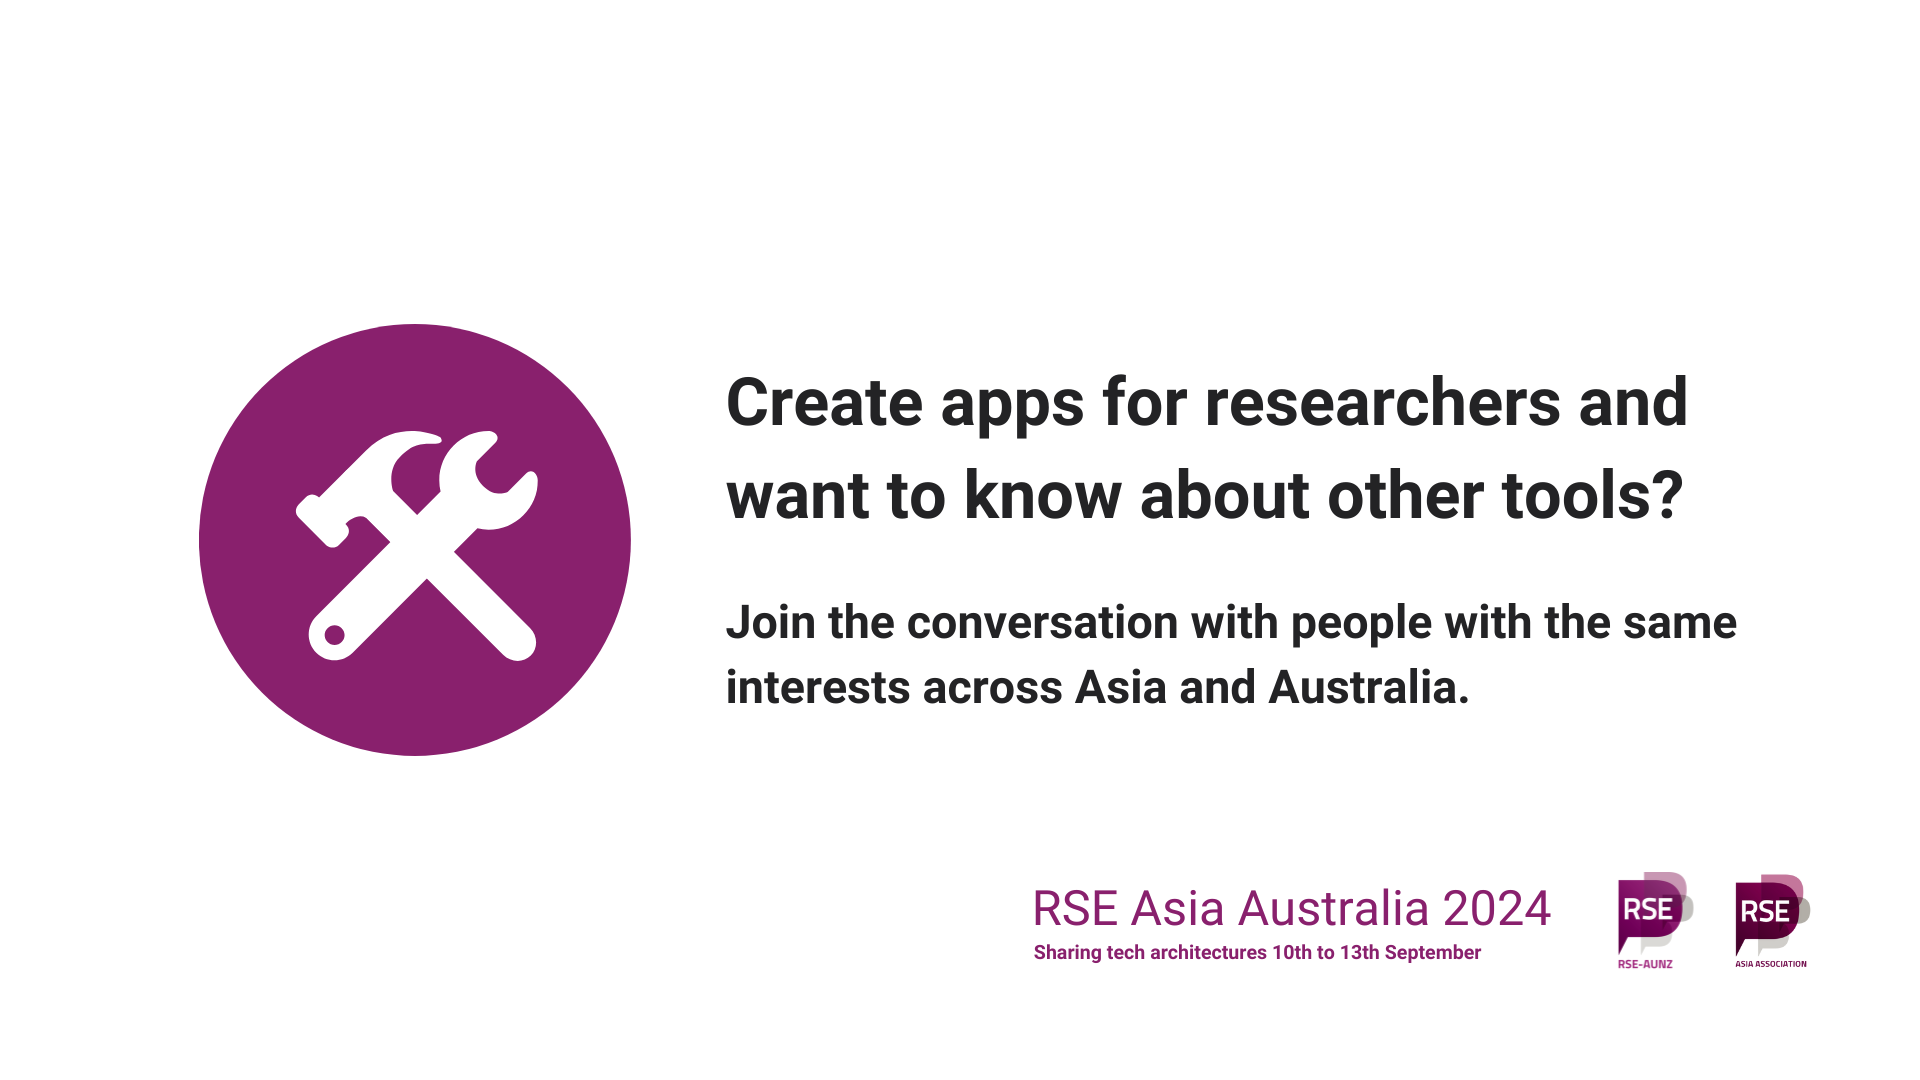 Create apps for researchers and
want to know about other tools?
Join the conversation with people with the same
interests across Asia and Australia.
RSE Asia Australia 2024
Sharing tech architectures 10th to 13th September
RSE
RSE-AUNZ
RSE
ASIA ASSOCIATION